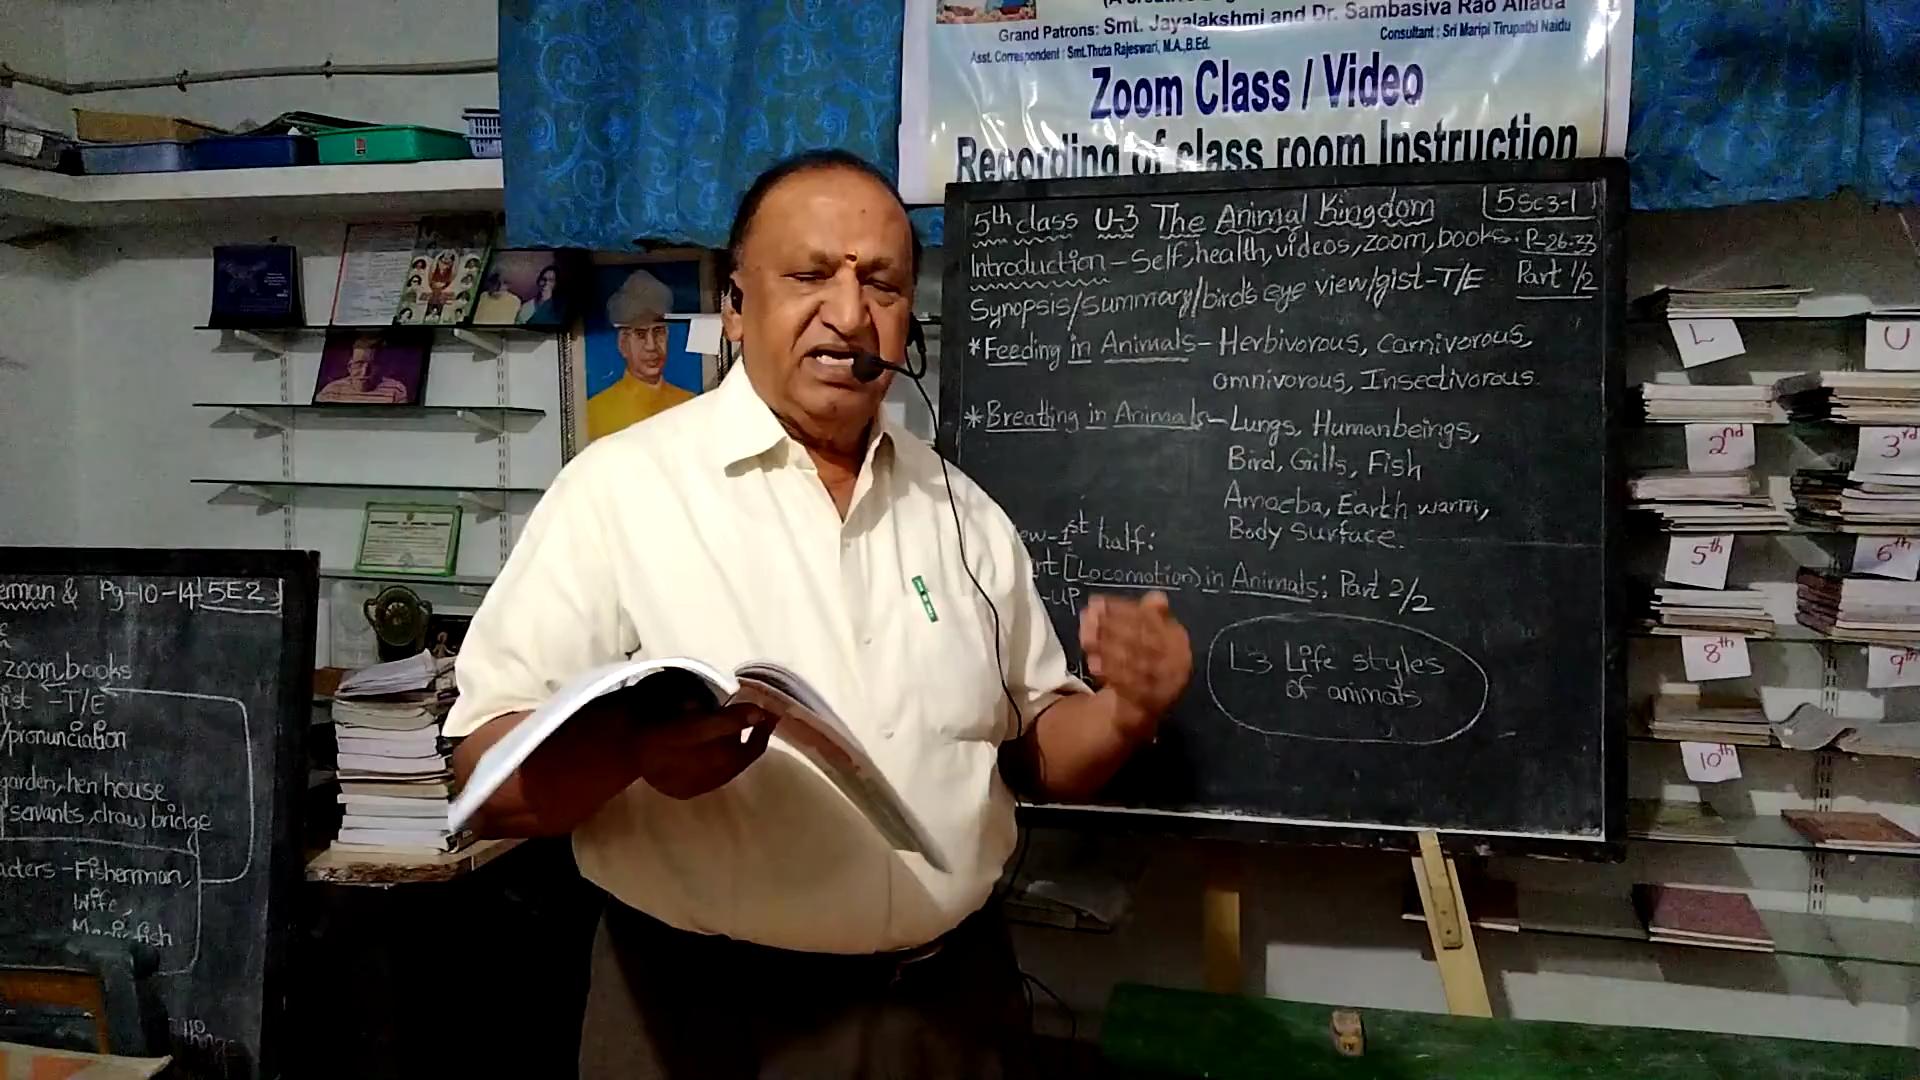 Grand Patrons: Smt. Jayalakshmi and Dr. Sambasiva Rao Allada
Asst. Correspondent : Smt.Thuta Rajeswari, M.A.,B.Ed.
Consultant : Sri Maripi Tirupathi Naidu
Zoom Class / Video
Recording of class room Instruction
5th class U-3 The Animal Kingdom 5Sc3-1
Introduction - Self, health, videos, zoom, books. P-26-33
Synopsis/summary/bird's eye view/gist-T/E Part 1/2
*Feeding in Animals - Herbivorous, Carnivorous,
omnivorous, Insectivorous.
*Breathing in Animals - Lungs, Humanbeings,
Bird, Gills, Fish
Amoeba, Earth warm,
Body surface.
1st half:
[Locomotion) in Animals; Part 2/2
-up
L3 Life styles
of animals
& Pg-10-14 5E2
zoom, books
-T/E
/pronunciation
garden, hen house
servants, draw bridge
- Fisherman,
Wife,
fish
L
U
2nd
3rd
5th
6th
8th
9th
10th